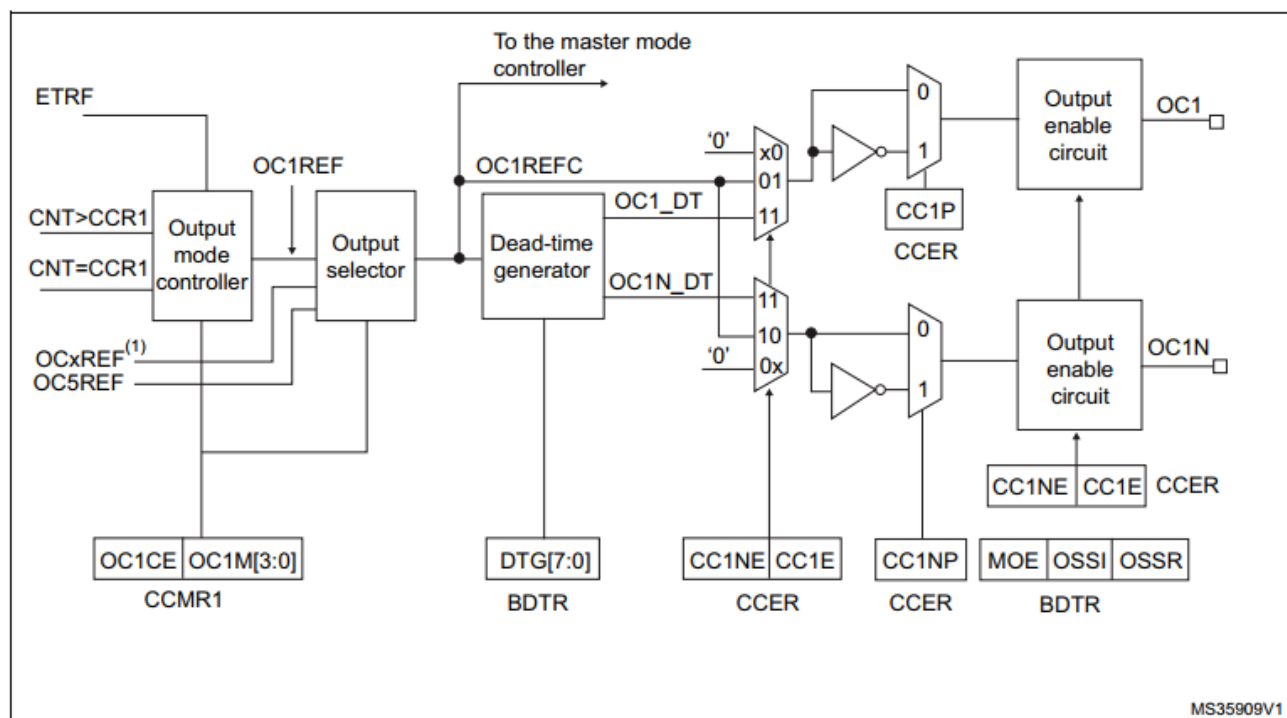 To the master mode
controller
ETRF
OC1REF
CNT>CCR1
CNT=CCR1
Output
mode
controller
Output
selector
OCxREF(1)
OC5REF
OC1REFC
Dead-time
generator
OC1_DT
OC1N_DT
‘0’
x0
01
11
11
10
‘0’
0x
0
1
CC1P
CCER
0
1
Output
enable
circuit
OC1
Output
enable
circuit
OC1N
CC1NE CC1E CCER
OC1CE OC1M[3:0]
CCMR1
DTG[7:0]
BDTR
CC1NE CC1E
CCER
CC1NP
CCER
MOE OSSI OSSR
BDTR
MS35909V1